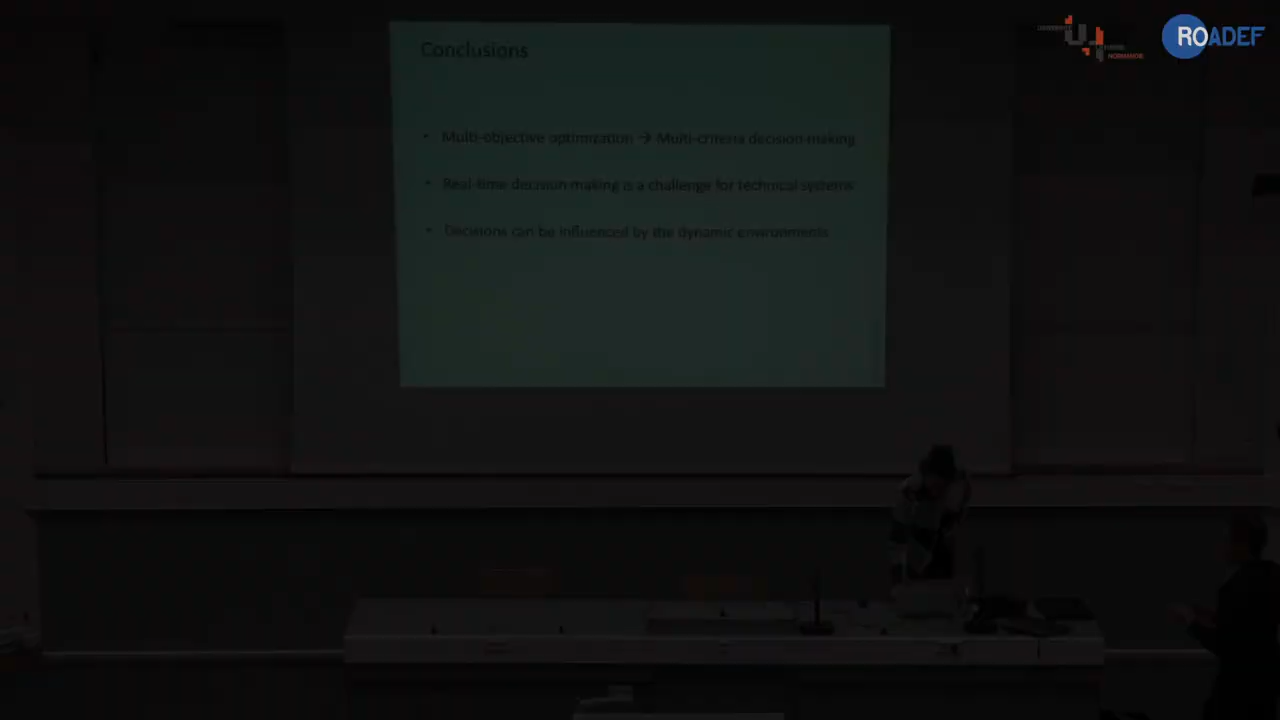 ROADEF
NORMANDIE
Conclusions
• Multi-objective optimization → Multi-criteria decision-making
• Real-time decision making is a challenge for technical systems
• Decisions can be influenced by the dynamic environments